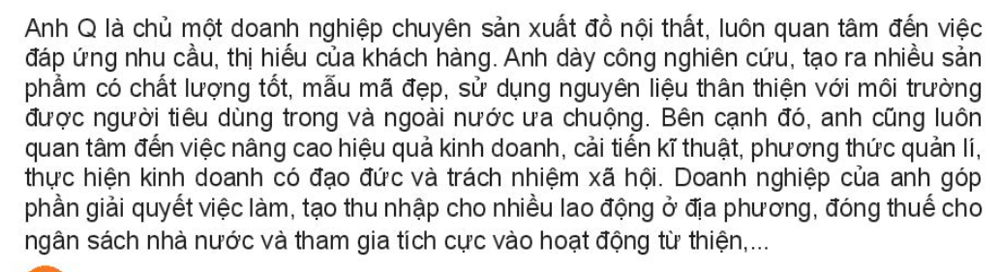 Anh Q là chủ một doanh nghiệp chuyên sản xuất đồ nội thất, luôn quan tâm đến việc
đáp ứng nhu cầu, thị hiếu của khách hàng. Anh dày công nghiên cứu, tạo ra nhiều sản
phẩm có chất lượng tốt, mẫu mã đẹp, sử dụng nguyên liệu thân thiện với môi trường
được người tiêu dùng trong và ngoài nước ưa chuộng. Bên cạnh đó, anh cũng luôn
quan tâm đến việc nâng cao hiệu quả kinh doanh, cải tiến kĩ thuật, phương thức quản lí,
thực hiện kinh doanh có đạo đức và trách nhiệm xã hội. Doanh nghiệp của anh góp
phần giải quyết việc làm, tạo thu nhập cho nhiều lao động ở địa phương, đóng thuế cho
ngân sách nhà nước và tham gia tích cực vào hoạt động từ thiện,...